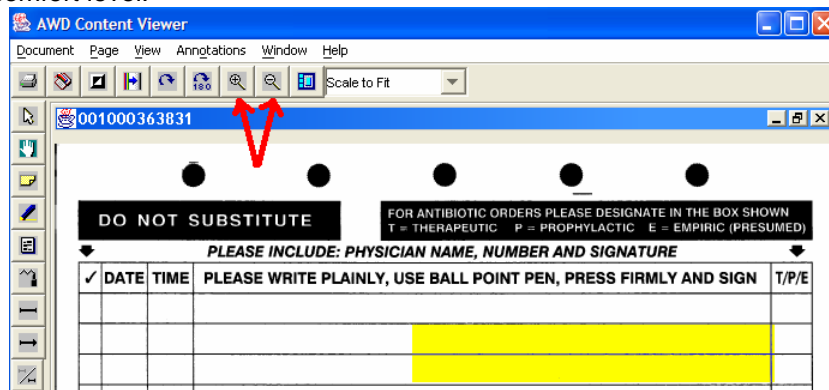 AWD Content Viewer
Document Page View Annotations Window Help
180 Scale to Fit
001000363831
DO NOT SUBSTITUTE
FOR ANTIBIOTIC ORDERS PLEASE DESIGNATE IN THE BOX SHOWN
T = THERAPEUTIC P = PROPHYLACTIC E = EMPIRIC (PRESUMED)
PLEASE INCLUDE: PHYSICIAN NAME, NUMBER AND SIGNATURE
✓ DATE TIME PLEASE WRITE PLAINLY, USE BALL POINT PEN, PRESS FIRMLY AND SIGN T/P/E